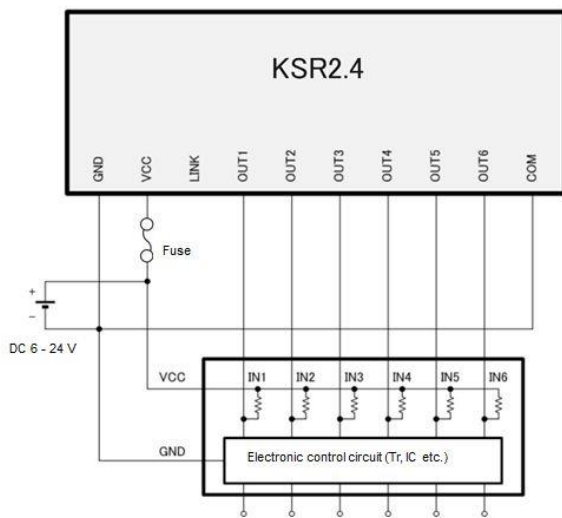 KSR2.4
GND VCC LINK OUT1 OUT2 OUT3 OUT4 OUT5 OUT6 COM
Fuse
+
−
DC 6 - 24 V
VCC IN1 IN2 IN3 IN4 IN5 IN6
GND Electronic control circuit (Tr, IC etc.)